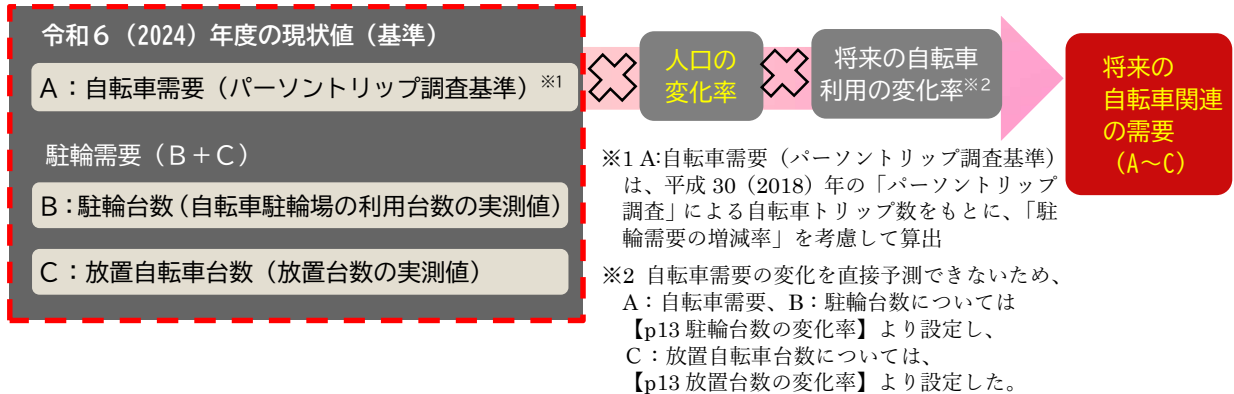 令和６（2024）年度の現状値（基準）
A：自転車需要（パーソントリップ調査基準）※1
駐輪需要（B＋C）
B：駐輪台数（自転車駐輪場の利用台数の実測値）
C：放置自転車台数（放置台数の実測値）
人口の
変化率
将来の自転車
利用の変化率※2
将来の
自転車関連
の需要
（A～C）
※1 A:自転車需要（パーソントリップ調査基準）
は、平成 30（2018）年の「パーソントリップ
調査」による自転車トリップ数をもとに、「駐
輪需要の増減率」を考慮して算出
※2 自転車需要の変化を直接予測できないため、
A：自転車需要、B：駐輪台数については
【p13 駐輪台数の変化率】より設定し、
C：放置自転車台数については、
【p13 放置台数の変化率】より設定した。